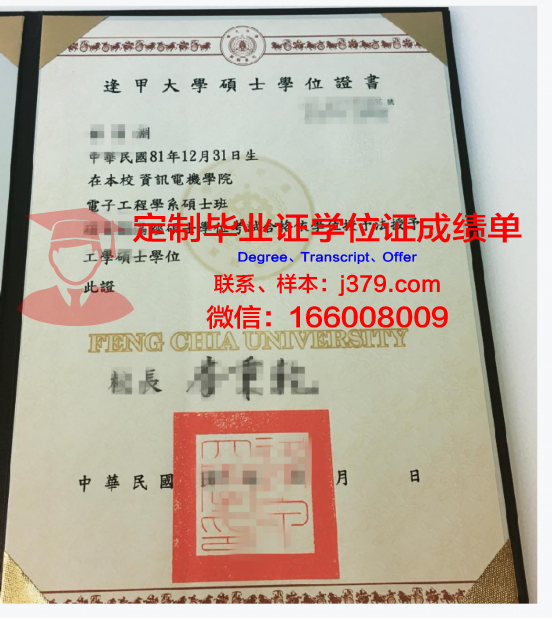 逢甲大學碩士學位證書
號
中華民國81年12月31日生
在本校資訊電機學院
電子工程學系碩士班
定制毕业证学位证成绩单
Degree、Transcript、Offer
工學碩士學位
联系、样本：j379.com
此證
微信：166008009
FENG CHIA UNIVERSITY
校長
中華民國
月
日